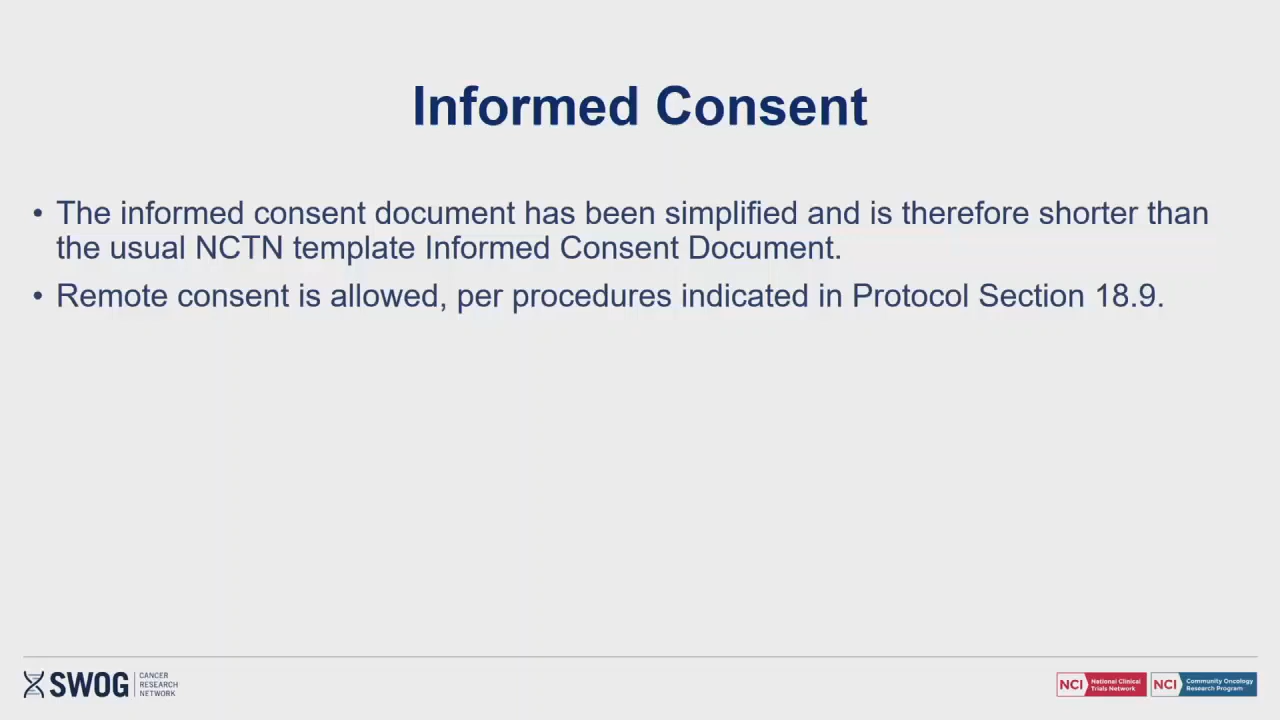 Informed Consent
• The informed consent document has been simplified and is therefore shorter than
the usual NCTN template Informed Consent Document.
• Remote consent is allowed, per procedures indicated in Protocol Section 18.9.
SWOG
CANCER
RESEARCH
NETWORK
NCI
National Clinical
Trials Network
NCI
Community Oncology
Research Program